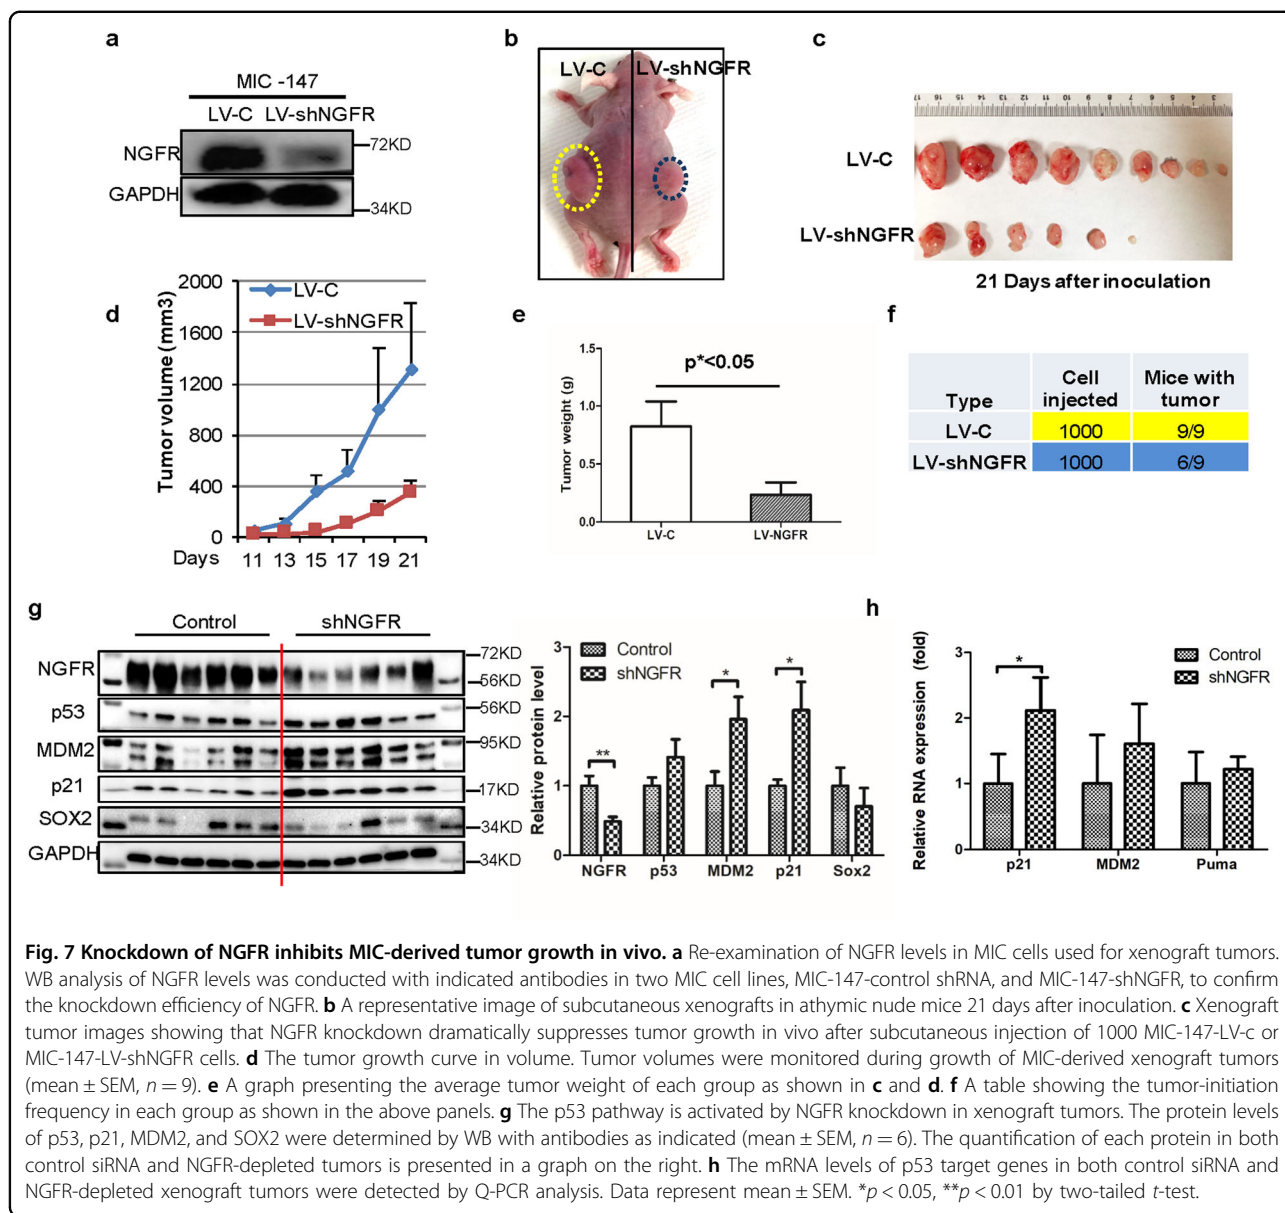 a
MIC -147
LV-C LV-shNGFR
NGFR
72KD
GAPDH
34KD
b
LV-C LV-shNGFR
c
17 16 15 14 13 12 11 10 9 8 7 6 5 4 3
LV-C
LV-shNGFR
21 Days after inoculation
d
Tumor volume (mm3)
2000
1600
1200
800
400
0
LV-C
LV-shNGFR
Days 11 13 15 17 19 21
e
Tumor weight (g)
1.5
1.0
0.5
0.0
p*<0.05
LV-C LV-NGFR
f
Type Cell injected Mice with tumor
LV-C 1000 9/9
LV-shNGFR 1000 6/9
g
Control shNGFR
NGFR
72KD
56KD
p53
56KD
MDM2
95KD
p21
17KD
SOX2
34KD
GAPDH
34KD
Relative protein level
3
2
1
0
Control
shNGFR
** * *
NGFR p53 MDM2 p21 Sox2
h
Relative RNA expression (fold)
3
2
1
0
*
Control
shNGFR
p21 MDM2 Puma
Fig. 7 Knockdown of NGFR inhibits MIC-derived tumor growth in vivo. a Re-examination of NGFR levels in MIC cells used for xenograft tumors.
WB analysis of NGFR levels was conducted with indicated antibodies in two MIC cell lines, MIC-147-control shRNA, and MIC-147-shNGFR, to confirm
the knockdown efficiency of NGFR. b A representative image of subcutaneous xenografts in athymic nude mice 21 days after inoculation. c Xenograft
tumor images showing that NGFR knockdown dramatically suppresses tumor growth in vivo after subcutaneous injection of 1000 MIC-147-LV-c or
MIC-147-LV-shNGFR cells. d The tumor growth curve in volume. Tumor volumes were monitored during growth of MIC-derived xenograft tumors
(mean ± SEM, n = 9). e A graph presenting the average tumor weight of each group as shown in c and d. f A table showing the tumor-initiation
frequency in each group as shown in the above panels. g The p53 pathway is activated by NGFR knockdown in xenograft tumors. The protein levels
of p53, p21, MDM2, and SOX2 were determined by WB with antibodies as indicated (mean ± SEM, n = 6). The quantification of each protein in both
control siRNA and NGFR-depleted tumors is presented in a graph on the right. h The mRNA levels of p53 target genes in both control siRNA and
NGFR-depleted xenograft tumors were detected by Q-PCR analysis. Data represent mean ± SEM. *p < 0.05, **p < 0.01 by two-tailed t-test.